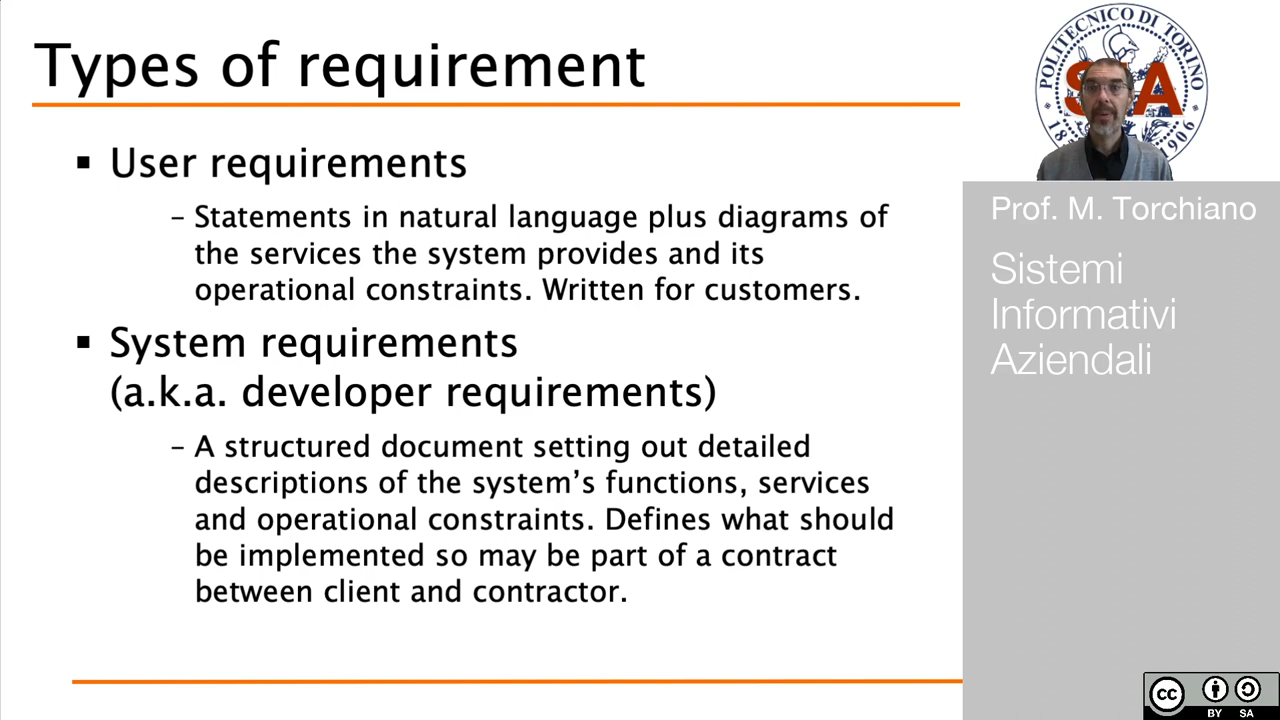 Types of requirement
▪ User requirements
– Statements in natural language plus diagrams of
the services the system provides and its
operational constraints. Written for customers.
▪ System requirements
(a.k.a. developer requirements)
– A structured document setting out detailed
descriptions of the system’s functions, services
and operational constraints. Defines what should
be implemented so may be part of a contract
between client and contractor.
POLITECNICO DI TORINO
Prof. M. Torchiano
Sistemi
Informativi
Aziendali
cc
BY SA